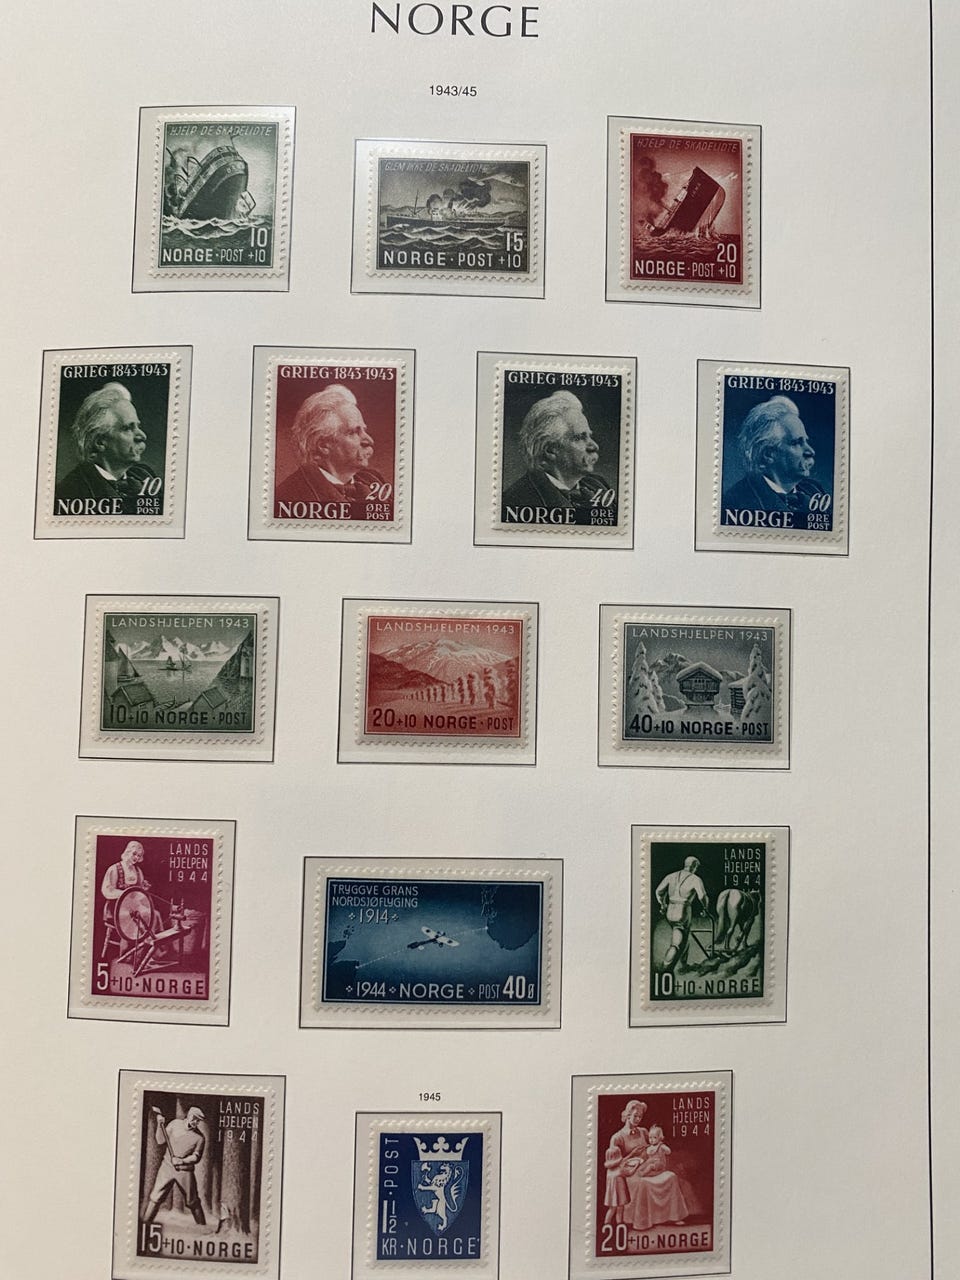 NORGE
1943/45
HJELP DE SKADELIDTE
10
NORGE · POST +10
GLEM IKKE DE SKADELIDTE
15
NORGE · POST +10
HJELP DE SKADELIDTE
20
NORGE · POST +10
GRIEG · 1843 · 1943
10
NORGE ØRE
POST
GRIEG · 1843 · 1943
20
NORGE ØRE
POST
GRIEG · 1843 · 1943
40
NORGE ØRE
POST
GRIEG · 1843 · 1943
60
NORGE ØRE
POST
LANDSHJELPEN 1943
10+10 NORGE · POST
LANDSHJELPEN 1943
20+10 NORGE · POST
LANDSHJELPEN 1943
40+10 NORGE · POST
LANDS
HJELPEN
1944
5+10 · NORGE
TRYGGVE GRANS
NORDSJØFLYGING
1914
1944 NORGE POST 40ø
LANDS
HJELPEN
1944
10+10 · NORGE
LANDS
HJELPEN
1944
15+10 · NORGE
1945
· POST
1 1/2
KR · NORGE
LANDS
HJELPEN
1944
20+10 · NORGE